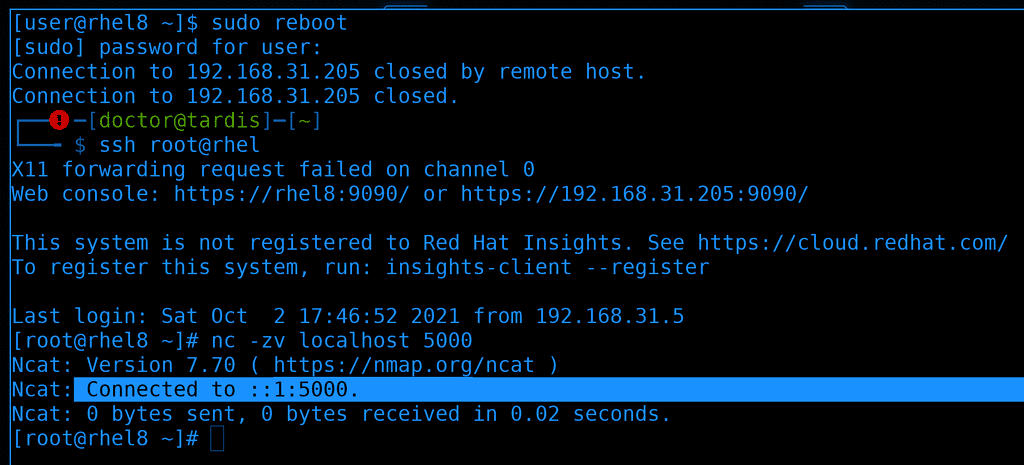 [user@rhel8 ~]$ sudo reboot
[sudo] password for user:
Connection to 192.168.31.205 closed by remote host.
Connection to 192.168.31.205 closed.
┌──!─[doctor@tardis]─[~]
└──╼ $ ssh root@rhel
X11 forwarding request failed on channel 0
Web console: https://rhel8:9090/ or https://192.168.31.205:9090/

This system is not registered to Red Hat Insights. See https://cloud.redhat.com/
To register this system, run: insights-client --register

Last login: Sat Oct  2 17:46:52 2021 from 192.168.31.5
[root@rhel8 ~]# nc -zv localhost 5000
Ncat: Version 7.70 ( https://nmap.org/ncat )
Ncat: Connected to ::1:5000.
Ncat: 0 bytes sent, 0 bytes received in 0.02 seconds.
[root@rhel8 ~]#